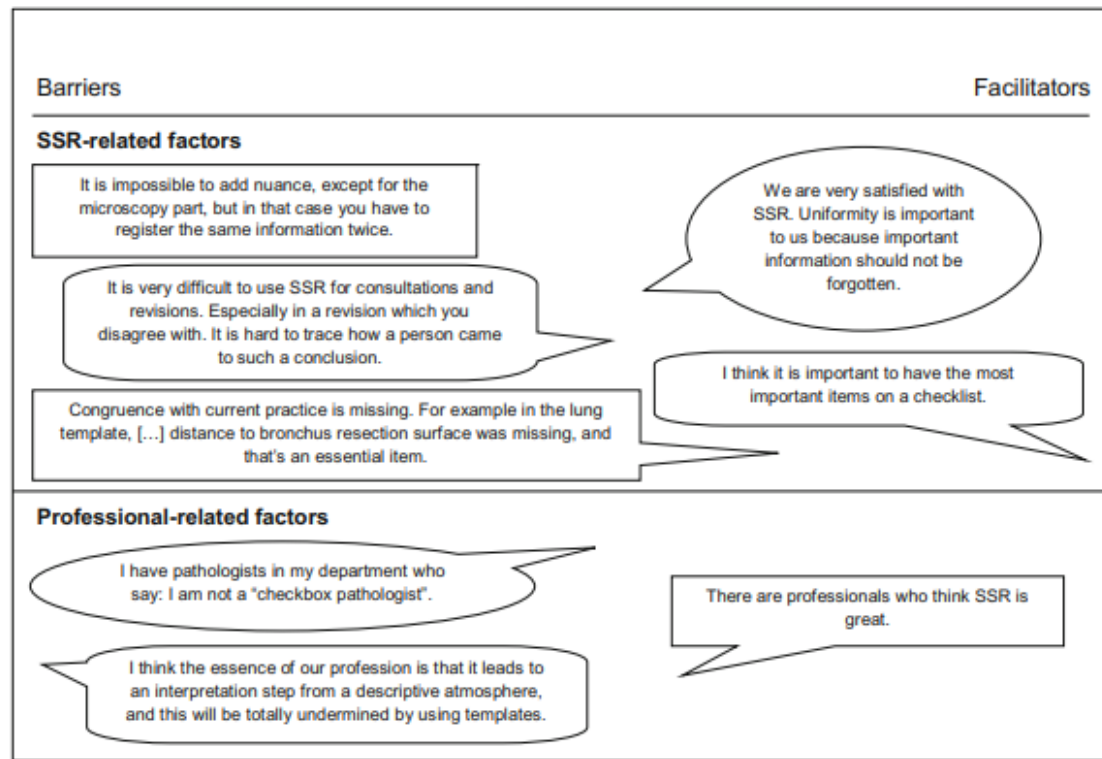 Barriers
Facilitators
SSR-related factors
It is impossible to add nuance, except for the
microscopy part, but in that case you have to
register the same information twice.
We are very satisfied with
SSR. Uniformity is important
to us because important
information should not be
forgotten.
It is very difficult to use SSR for consultations and
revisions. Especially in a revision which you
disagree with. It is hard to trace how a person came
to such a conclusion.
I think it is important to have the most
important items on a checklist.
Congruence with current practice is missing. For example in the lung
template, […] distance to bronchus resection surface was missing, and
that's an essential item.
Professional-related factors
I have pathologists in my department who
say: I am not a “checkbox pathologist”.
There are professionals who think SSR is
great.
I think the essence of our profession is that it leads to
an interpretation step from a descriptive atmosphere,
and this will be totally undermined by using templates.